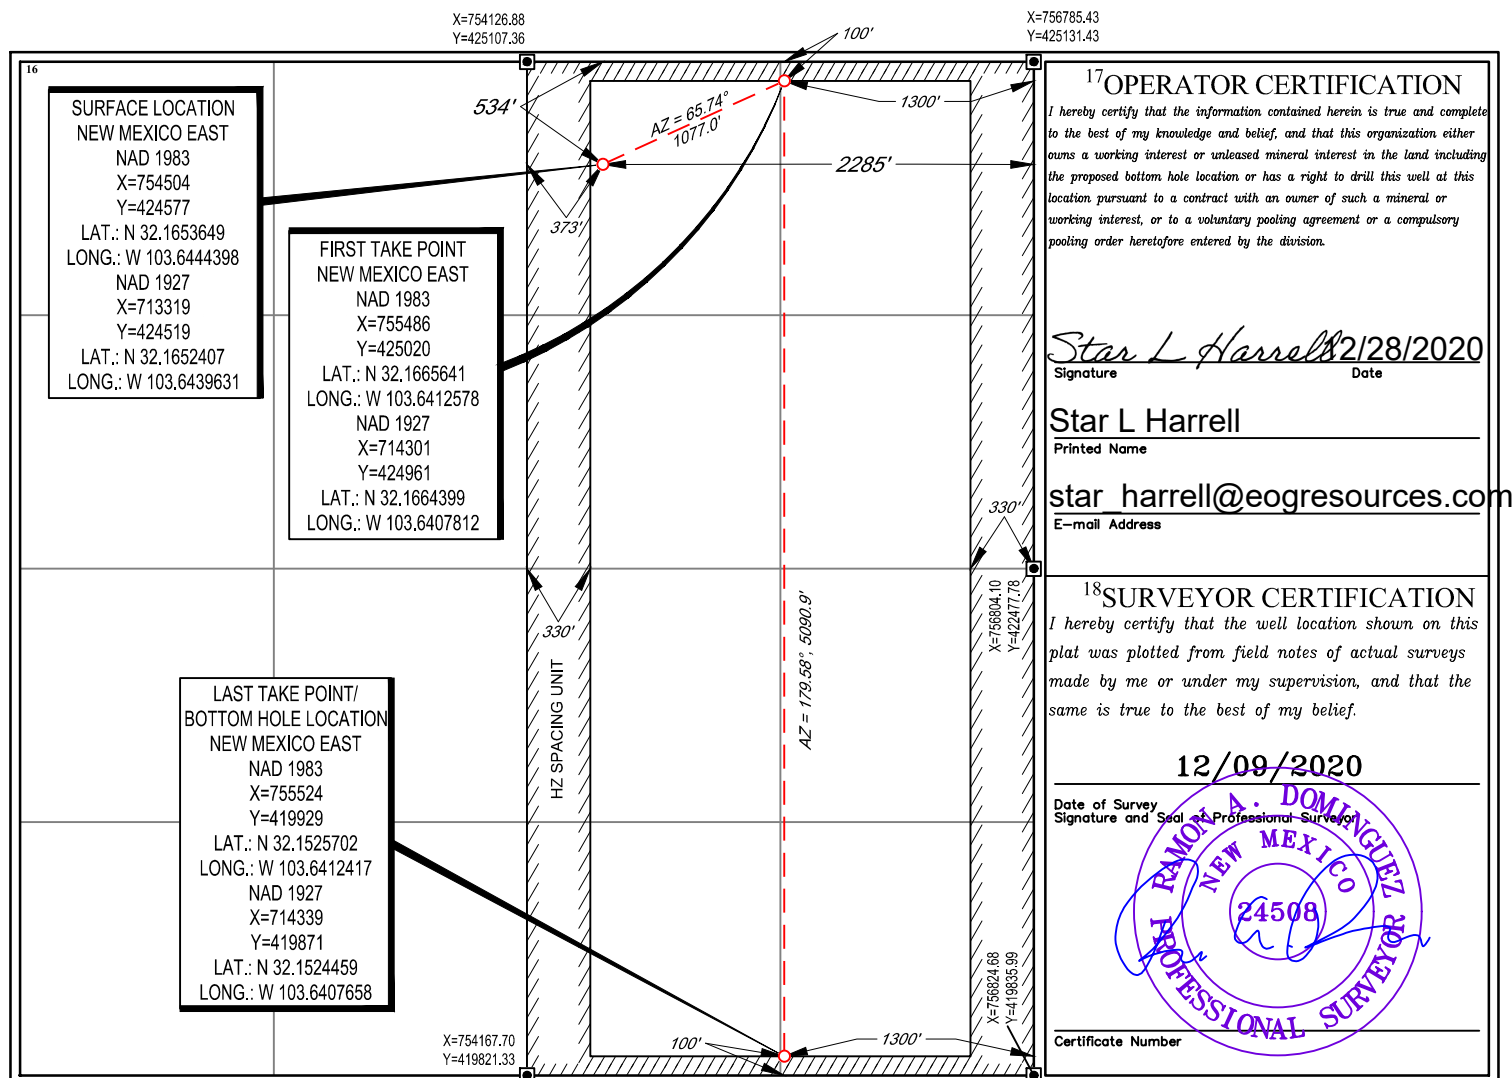 X=754126.88
Y=425107.36
X=756785.43
Y=425131.43
100'
16
SURFACE LOCATION
NEW MEXICO EAST
NAD 1983
X=754504
Y=424577
LAT.: N 32.1653649
LONG.: W 103.6444398
NAD 1927
X=713319
Y=424519
LAT.: N 32.1652407
LONG.: W 103.6439631
534'
AZ = 65.74°
1077.0'
1300'
2285'
373'
FIRST TAKE POINT
NEW MEXICO EAST
NAD 1983
X=755486
Y=425020
LAT.: N 32.1665641
LONG.: W 103.6412578
NAD 1927
X=714301
Y=424961
LAT.: N 32.1664399
LONG.: W 103.6407812
330'
330'
X=756804.10
Y=422477.78
AZ = 179.58°, 5090.9'
HZ SPACING UNIT
LAST TAKE POINT/
BOTTOM HOLE LOCATION
NEW MEXICO EAST
NAD 1983
X=755524
Y=419929
LAT.: N 32.1525702
LONG.: W 103.6412417
NAD 1927
X=714339
Y=419871
LAT.: N 32.1524459
LONG.: W 103.6407658
X=756824.68
Y=419835.99
X=754167.70
Y=419821.33
100'
1300'
17 OPERATOR CERTIFICATION
I hereby certify that the information contained herein is true and complete
to the best of my knowledge and belief, and that this organization either
owns a working interest or unleased mineral interest in the land including
the proposed bottom hole location or has a right to drill this well at this
location pursuant to a contract with an owner of such a mineral or
working interest, or to a voluntary pooling agreement or a compulsory
pooling order heretofore entered by the division.
Star L Harrell 12/28/2020
Signature Date
Star L Harrell
Printed Name
star_harrell@eogresources.com
E-mail Address
18 SURVEYOR CERTIFICATION
I hereby certify that the well location shown on this
plat was plotted from field notes of actual surveys
made by me or under my supervision, and that the
same is true to the best of my belief.
12/09/2020
Date of Survey
Signature and Seal of Professional Surveyor
RAMON A. DOMINGUEZ
NEW MEXICO
24508
PROFESSIONAL SURVEYOR
Certificate Number